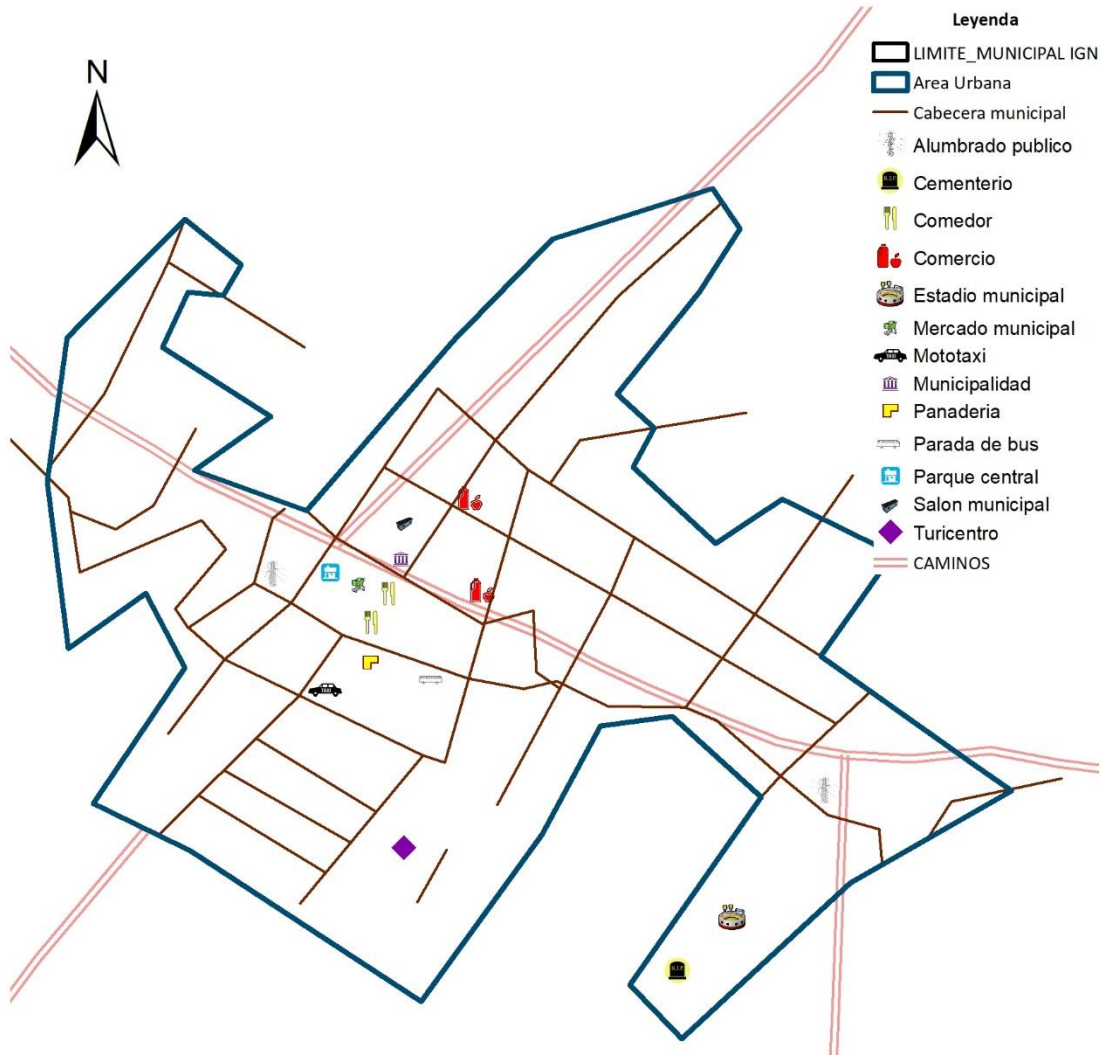 N
Leyenda
LIMITE_MUNICIPAL IGN
Area Urbana
Cabecera municipal
Alumbrado publico
Cementerio
Comedor
Comercio
Estadio municipal
Mercado municipal
Mototaxi
Municipalidad
Panaderia
Parada de bus
Parque central
Salon municipal
Turicentro
CAMINOS